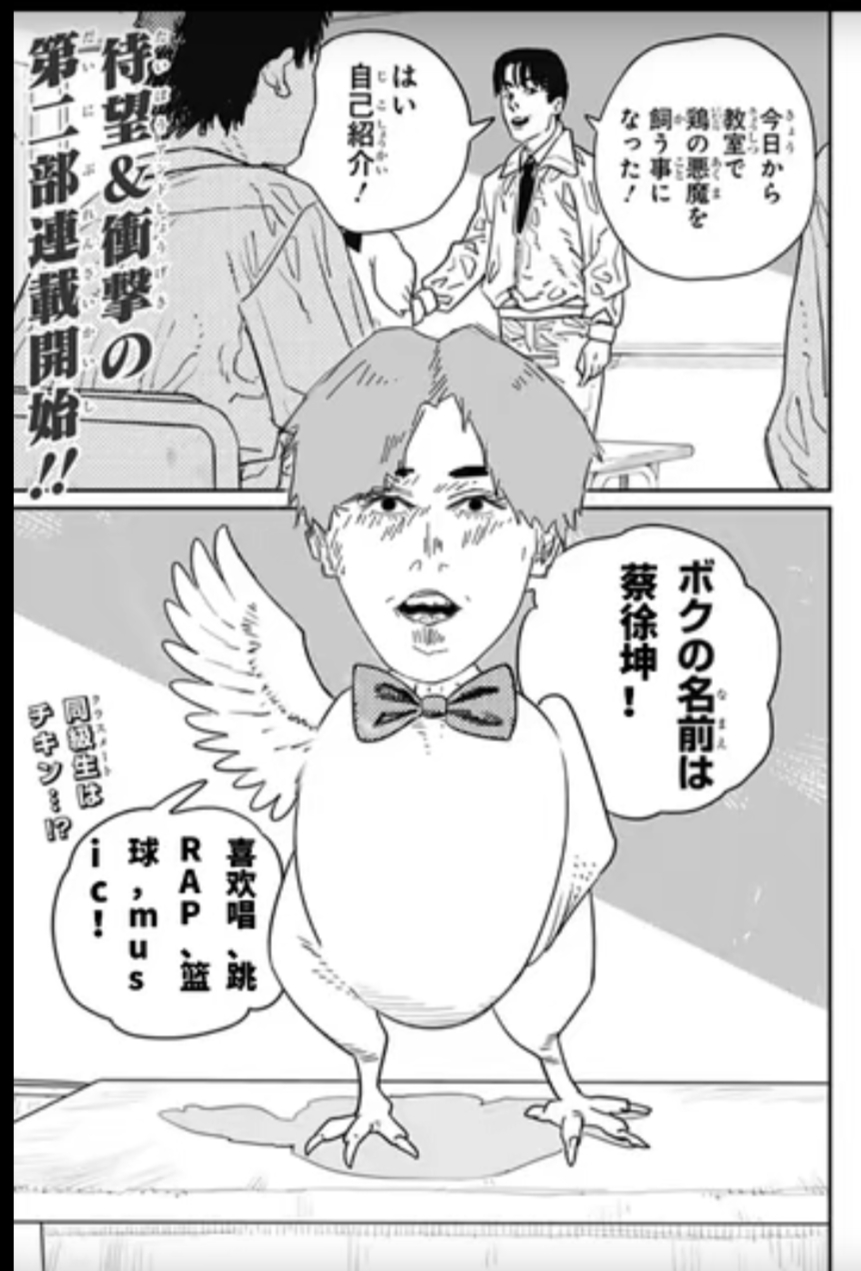 今日から
教室で
鶏の悪魔を
飼う事に
なった!
はい
自己紹介!
待望&衝撃の
第二部連載開始!!
ボクの名前は
蔡徐坤!
同級生は
チキン…!?
喜欢唱、跳
RAP、篮
球,mus
ic!